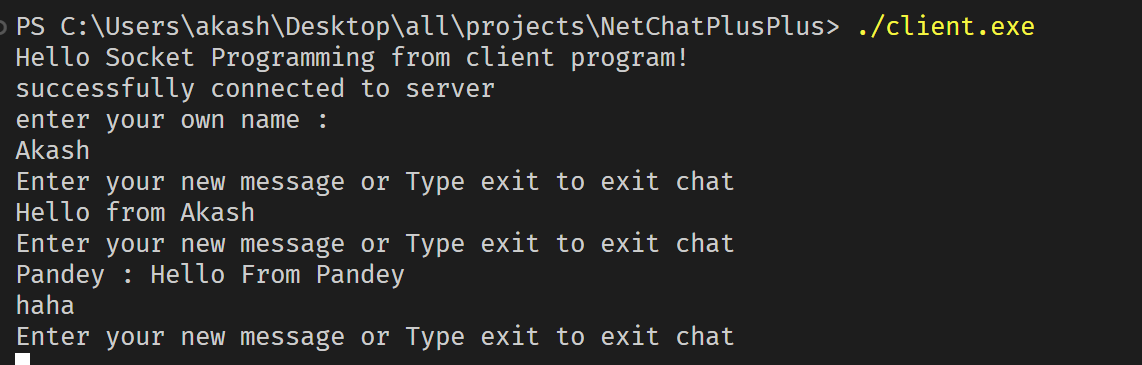 PS C:\Users\akash\Desktop\all\projects\NetChatPlusPlus> ./client.exe
Hello Socket Programming from client program!
successfully connected to server
enter your own name :
Akash
Enter your new message or Type exit to exit chat
Hello from Akash
Enter your new message or Type exit to exit chat
Pandey : Hello From Pandey
haha
Enter your new message or Type exit to exit chat